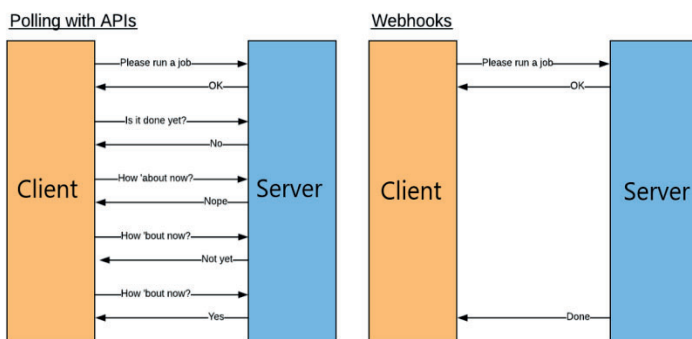 Polling with APIs
Client
Server
Please run a job
OK
Is it done yet?
No
How 'about now?
Nope
How 'bout now?
Not yet
How 'bout now?
Yes
Webhooks
Client
Server
Please run a job
OK
Done